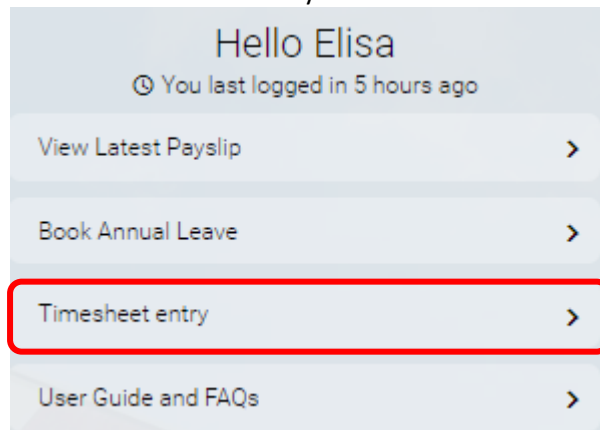 Hello Elisa
You last logged in 5 hours ago
View Latest Payslip
Book Annual Leave
Timesheet entry
User Guide and FAQs